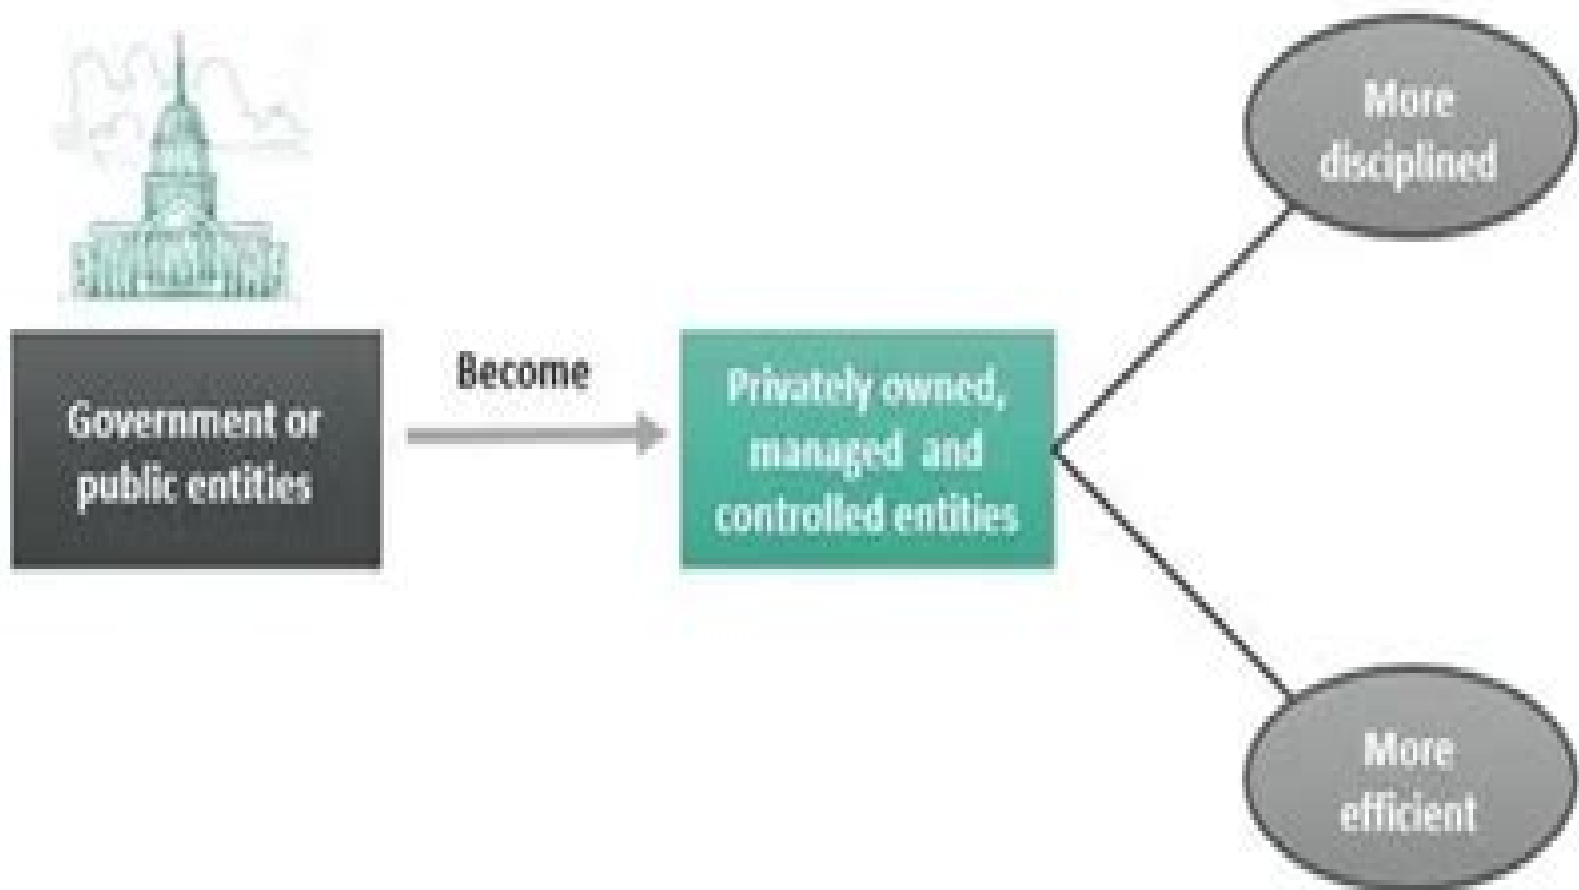 Government or
public entities
Become
Privately owned,
managed and
controlled entities
More
disciplined
More
efficient